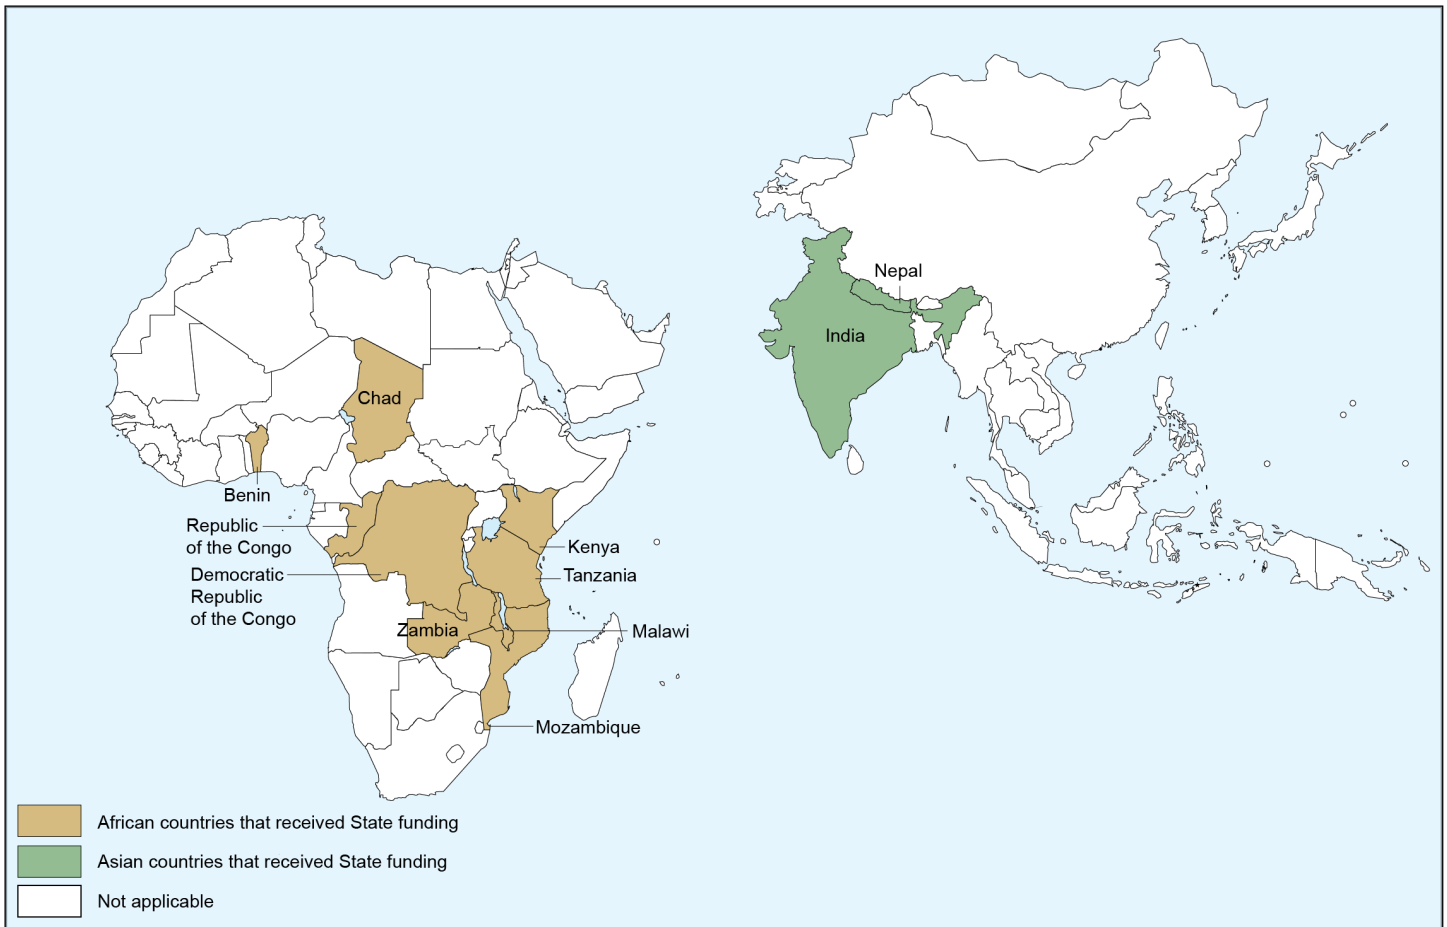 Nepal
India
Chad
Benin
Republic
of the Congo
Democratic
Republic
of the Congo
Kenya
Tanzania
Zambia
Malawi
Mozambique
African countries that received State funding
Asian countries that received State funding
Not applicable